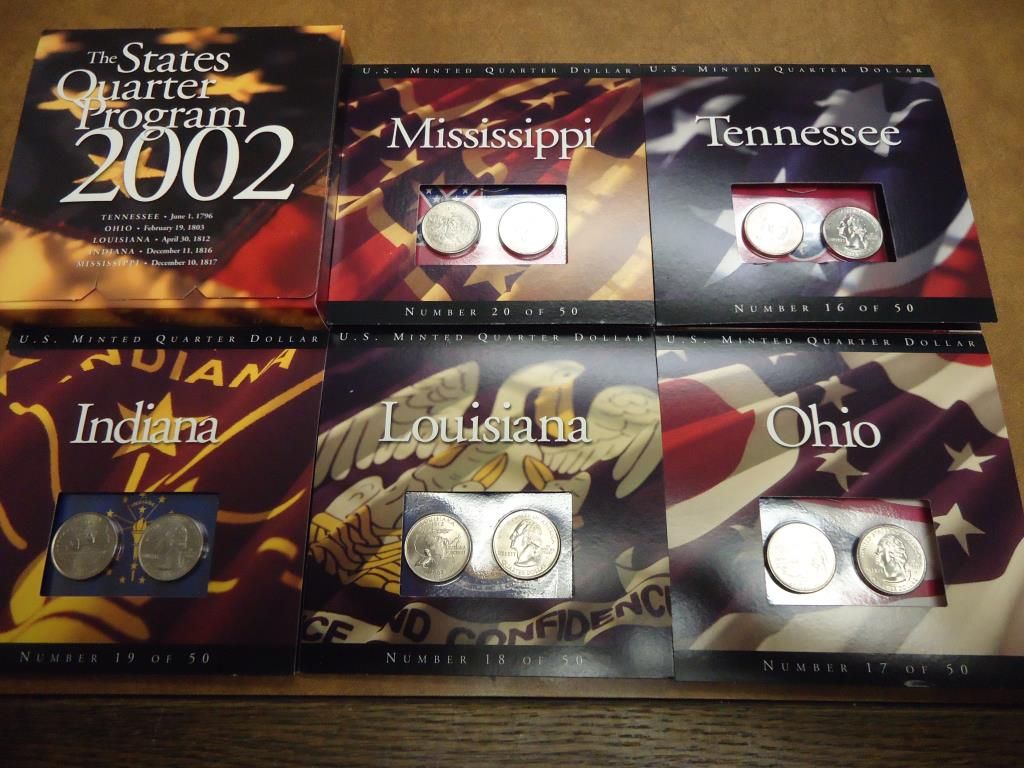 The States
Quarter
Program
2002
TENNESSEE • June 1, 1796
OHIO • February 19, 1803
LOUISIANA • April 30, 1812
INDIANA • December 11, 1816
MISSISSIPPI • December 10, 1817
U.S. MINTED QUARTER DOLLAR
Mississippi
NUMBER 20 OF 50
U.S. MINTED QUARTER DOLLAR
Tennessee
NUMBER 16 OF 50
U.S. MINTED QUARTER DOLLAR
INDIANA
Indiana
NUMBER 19 OF 50
U.S. MINTED QUARTER DOLLAR
Louisiana
CONFIDENCE
NUMBER 18 OF 50
U.S. MINTED QUARTER DOLLAR
Ohio
NUMBER 17 OF 50